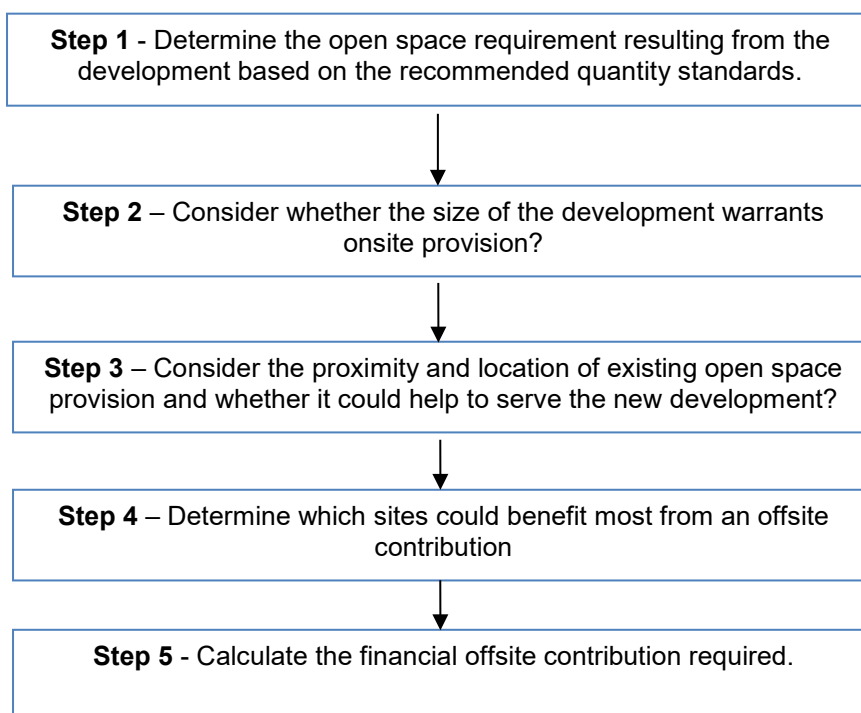 Step 1 - Determine the open space requirement resulting from the
development based on the recommended quantity standards.
Step 2 – Consider whether the size of the development warrants
onsite provision?
Step 3 – Consider the proximity and location of existing open space
provision and whether it could help to serve the new development?
Step 4 – Determine which sites could benefit most from an offsite
contribution
Step 5 - Calculate the financial offsite contribution required.